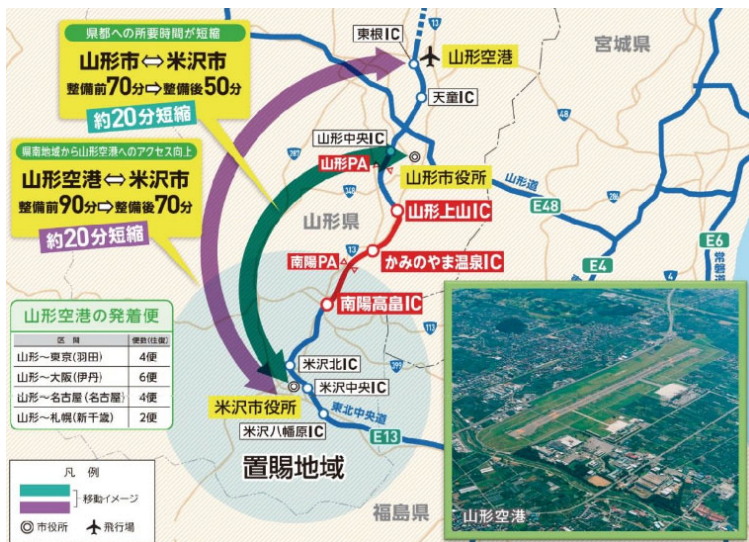 県都への所要時間が短縮
山形市⇔米沢市
整備前70分⇨整備後50分
約20分短縮
県南地域から山形空港へのアクセス向上
山形空港⇔米沢市
整備前90分⇨整備後70分
約20分短縮
山形空港の発着便
区間 便数(往復)
山形～東京(羽田) 4便
山形～大阪(伊丹) 6便
山形～名古屋(名古屋) 4便
山形～札幌(新千歳) 2便
凡例
移動イメージ
◎市役所 飛行場
宮城県
東根IC
山形空港
天童IC
48
山形中央IC
山形PA
山形市役所
山形道
286
348
山形県
山形上山IC
E48
E6
常磐道
E4
4
13
南陽PA
かみのやま温泉IC
南陽高畠IC
113
399
米沢北IC
米沢中央IC
米沢市役所
東北中央道
米沢八幡原IC
E13
置賜地域
福島県
山形空港